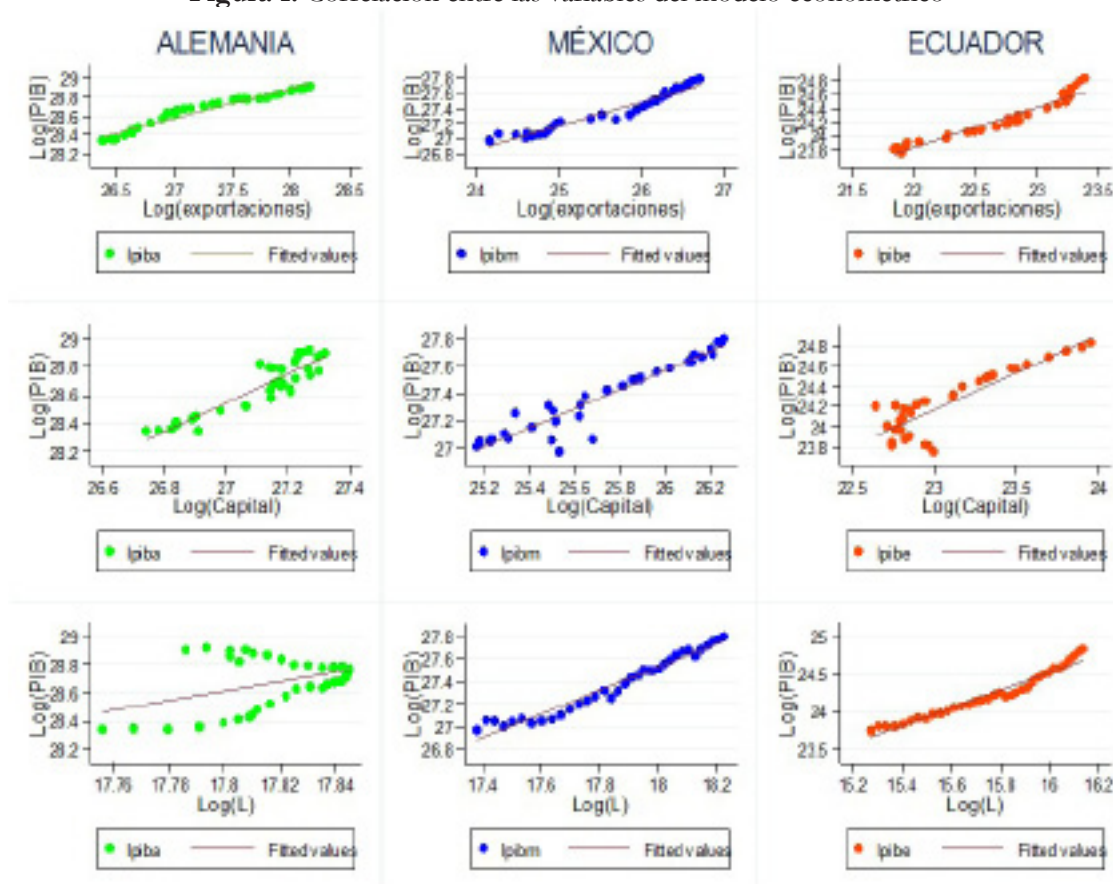 Figura 1. Correlación entre las variables del modelo econométrico
ALEMANIA MÉXICO ECUADOR
Log(PIB) 29 28.8 28.6 28.4 28.2
26.5 27 27.5 28 28.5
Log(exportaciones)
lpiba Fitted values
Log(PIB) 27.8 27.6 27.4 27.2 27 26.8
24 25 26 27
Log(exportaciones)
lpibm Fitted values
Log(PIB) 24.8 24.6 24.4 24.2 24 23.8
21.5 22 22.5 23 23.5
Log(exportaciones)
lpibe Fitted values
Log(PIB) 29 28.8 28.6 28.4 28.2
26.6 26.8 27 27.2 27.4
Log(Capital)
lpiba Fitted values
Log(PIB) 27.8 27.6 27.4 27.2 27
25.2 25.4 25.6 25.8 26 26.2
Log(Capital)
lpibm Fitted values
Log(PIB) 24.8 24.6 24.4 24.2 24 23.8
22.5 23 23.5 24
Log(Capital)
lpibe Fitted values
Log(PIB) 29 28.8 28.6 28.4 28.2
17.76 17.78 17.8 17.82 17.84
Log(L)
lpiba Fitted values
Log(PIB) 27.8 27.6 27.4 27.2 27 26.8
17.4 17.6 17.8 18 18.2
Log(L)
lpibm Fitted values
Log(PIB) 25 24.5 24 23.5
15.2 15.4 15.6 15.8 16 16.2
Log(L)
lpibe Fitted values